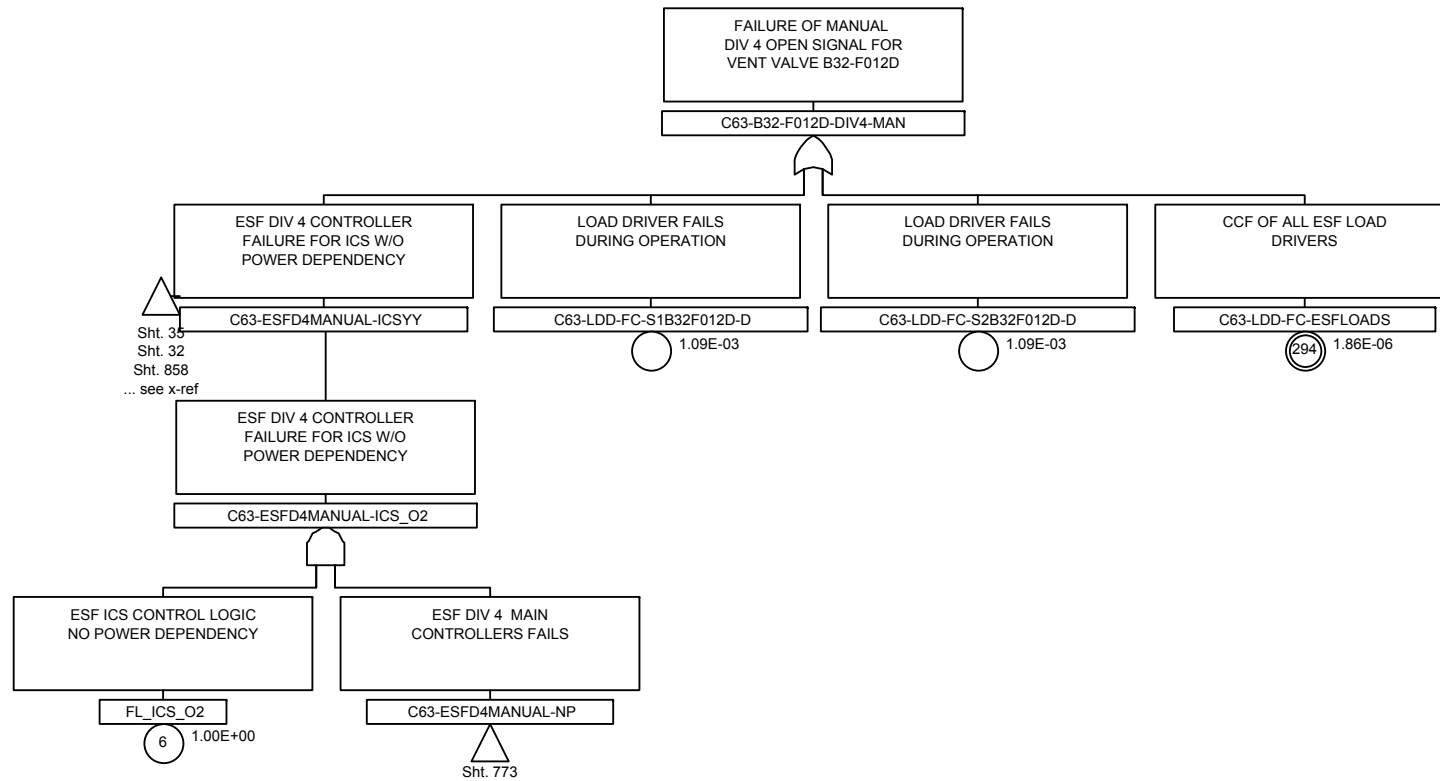 FAILURE OF MANUAL
DIV 4 OPEN SIGNAL FOR
VENT VALVE B32-F012D
C63-B32-F012D-DIV4-MAN
ESF DIV 4 CONTROLLER
FAILURE FOR ICS W/O
POWER DEPENDENCY
C63-ESFD4MANUAL-ICSYY
Sht. 35
Sht. 32
Sht. 858
... see x-ref
LOAD DRIVER FAILS
DURING OPERATION
C63-LDD-FC-S1B32F012D-D
1.09E-03
LOAD DRIVER FAILS
DURING OPERATION
C63-LDD-FC-S2B32F012D-D
1.09E-03
CCF OF ALL ESF LOAD
DRIVERS
C63-LDD-FC-ESFLOADS
294
1.86E-06
ESF DIV 4 CONTROLLER
FAILURE FOR ICS W/O
POWER DEPENDENCY
C63-ESFD4MANUAL-ICS_O2
ESF ICS CONTROL LOGIC
NO POWER DEPENDENCY
FL_ICS_O2
6
1.00E+00
ESF DIV 4 MAIN
CONTROLLERS FAILS
C63-ESFD4MANUAL-NP
Sht. 773